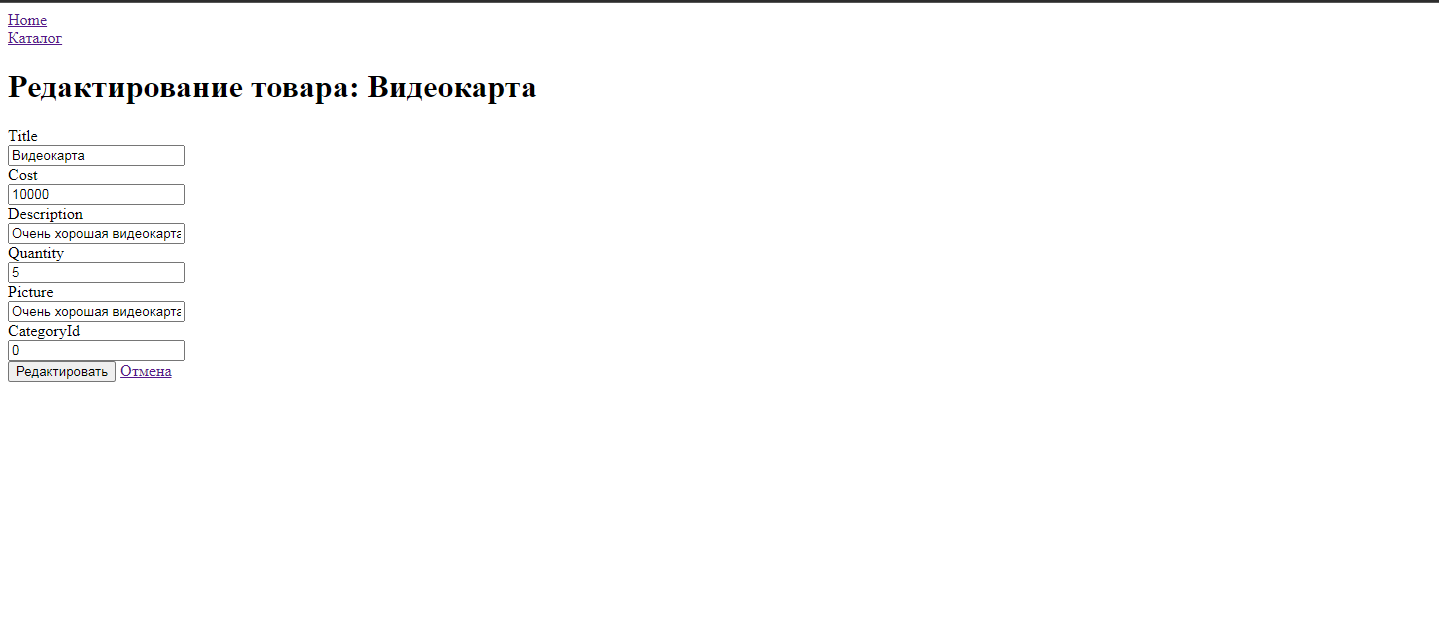 Home
Каталог
Редактирование товара: Видеокарта
Title
Видеокарта
Cost
10000
Description
Очень хорошая видеокарта
Quantity
5
Picture
Очень хорошая видеокарта
CategoryId
0
Редактировать Отмена